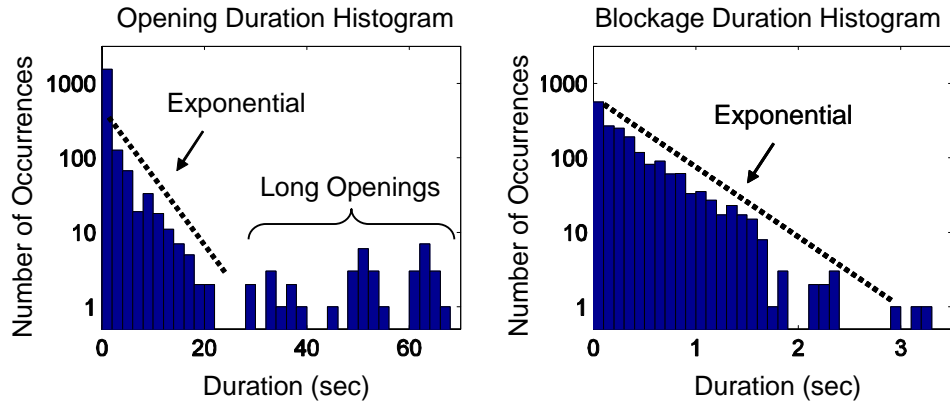 Opening Duration Histogram
Number of Occurrences
1000
100
10
1
Exponential
Long Openings
0
20
40
60
Duration (sec)
Blockage Duration Histogram
Number of Occurrences
1000
100
10
1
Exponential
0
1
2
3
Duration (sec)